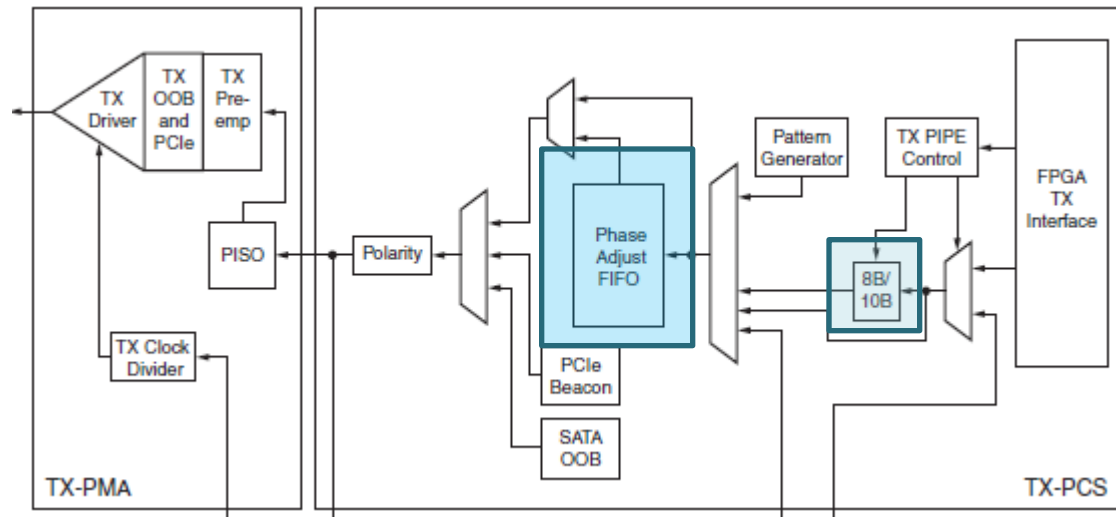 TX
Driver
TX
OOB
and
PCIe
TX
Pre-
emp
Pattern
Generator
TX PIPE
Control
FPGA
TX
Interface
PISO
Polarity
Phase
Adjust
FIFO
8B/
10B
TX Clock
Divider
PCIe
Beacon
SATA
OOB
TX-PMA
TX-PCS